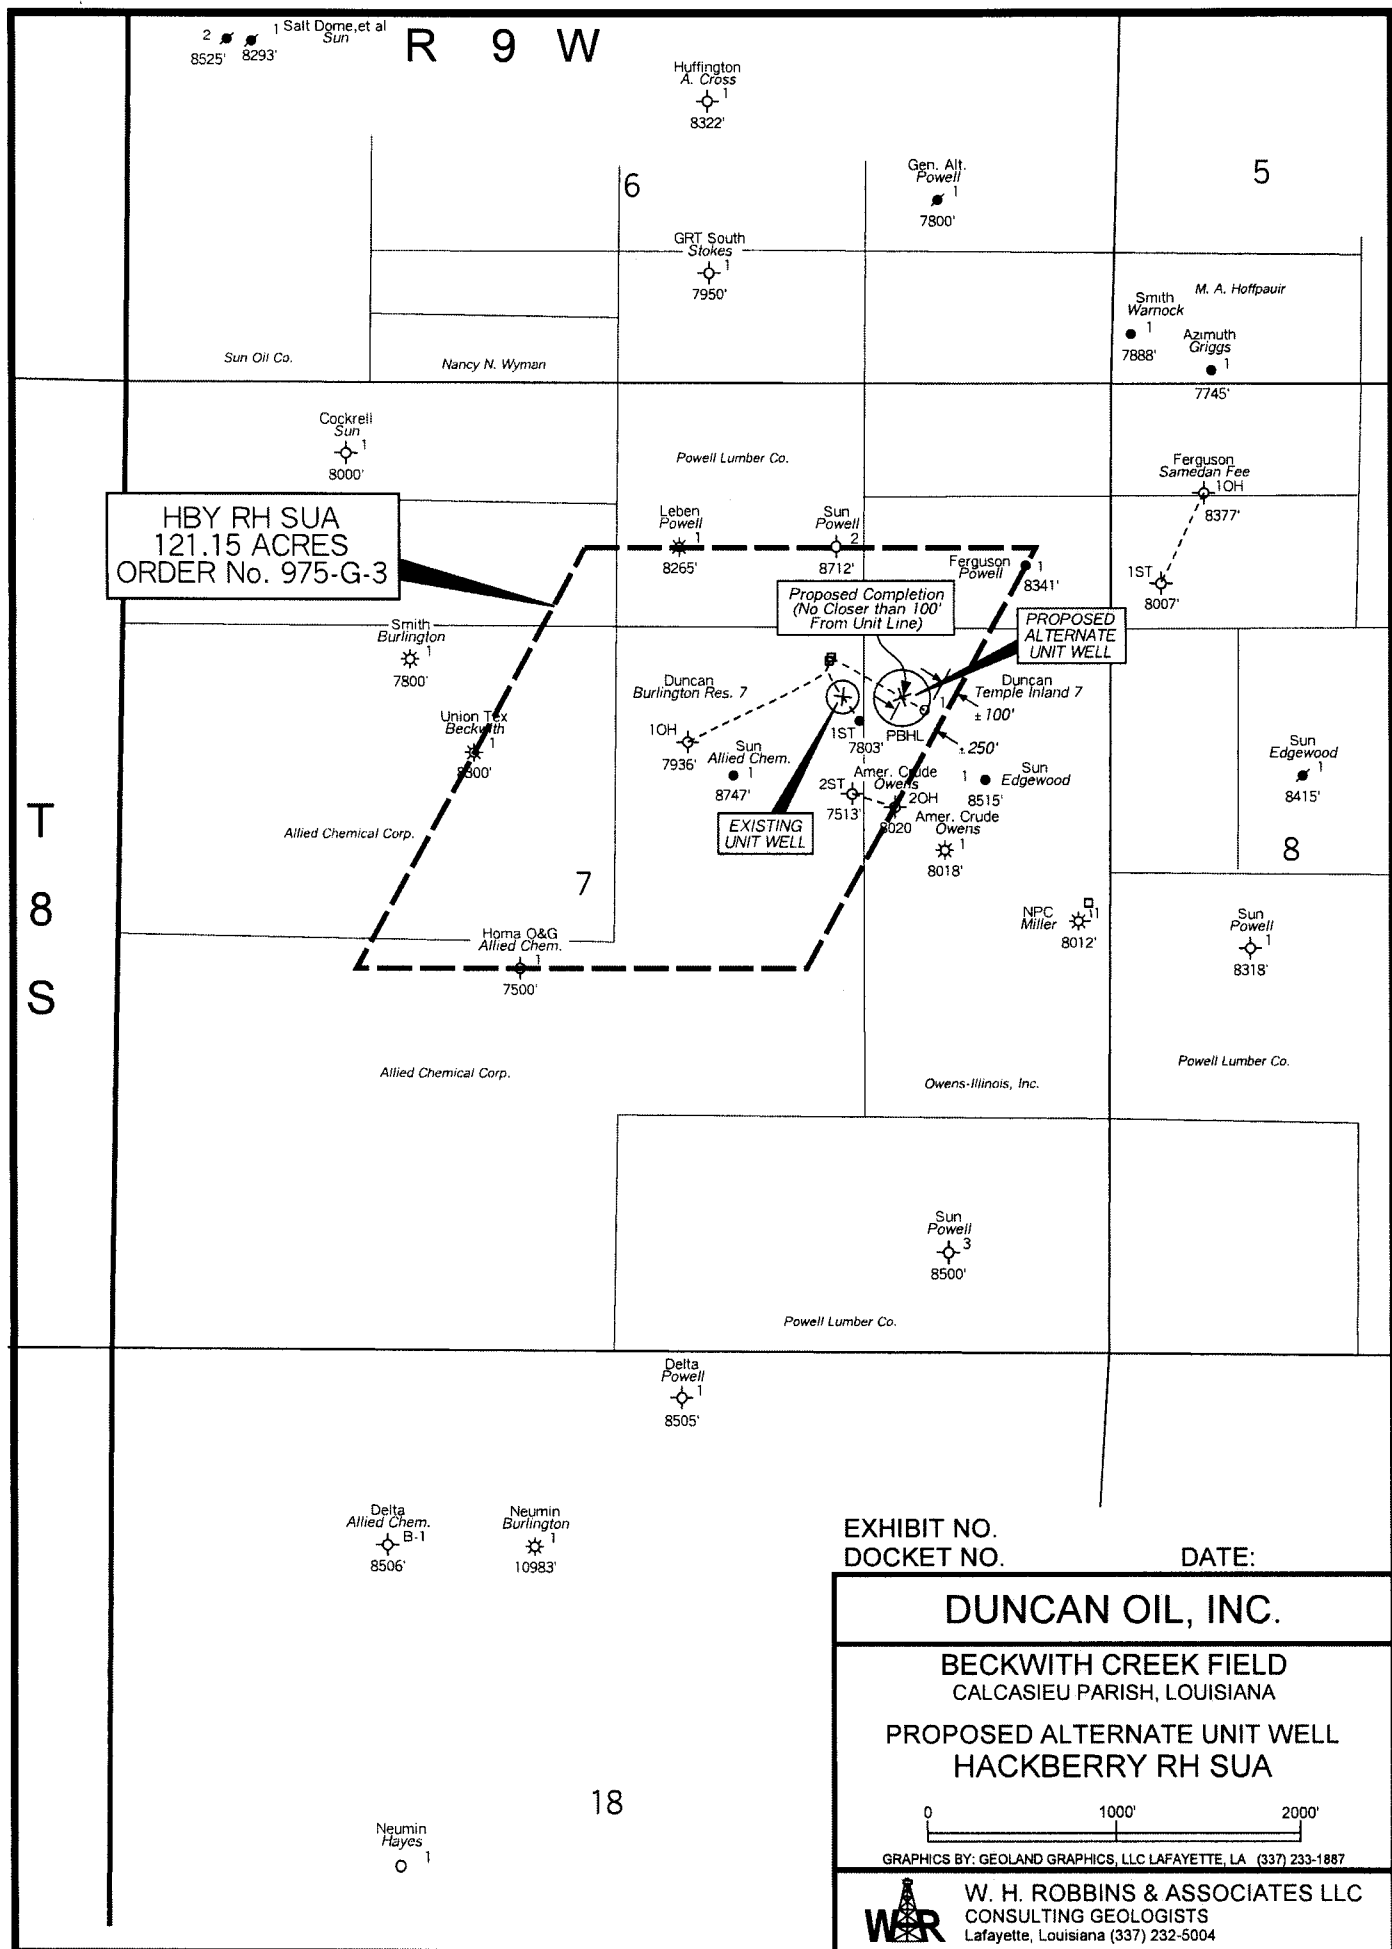 R 9 W
2
8525'
1
8293'
Salt Dome,et al
Sun
Huffington
A. Cross
1
8322'
6
5
Gen. Alt.
Powell
1
7800'
GRT South
Stokes
1
7950'
M. A. Hoffpauir
Smith
Warnock
1
7888'
Azimuth
Griggs
1
7745'
Sun Oil Co.
Nancy N. Wyman
Cockrell
Sun
1
8000'
Powell Lumber Co.
Ferguson
Samedan Fee
1OH
8377'
1ST
8007'
HBY RH SUA
121.15 ACRES
ORDER No. 975-G-3
Leben
Powell
1
8265'
Sun
Powell
2
8712'
Ferguson
Powell
1
8341'
Proposed Completion
(No Closer than 100'
From Unit Line)
PROPOSED
ALTERNATE
UNIT WELL
Smith
Burlington
1
7800'
Duncan
Burlington Res. 7
1OH
7936'
1ST
7803'
PBHL
1
Duncan
Temple Inland 7
± 100'
± 250'
Union Tex
Beckwith
1
8300'
Sun
Allied Chem.
1
8747'
Amer. Crude
Owens
2ST
7513'
2OH
8020
1
Sun
Edgewood
8515'
Sun
Edgewood
1
8415'
EXISTING
UNIT WELL
Amer. Crude
Owens
1
8018'
Allied Chemical Corp.
T
8
S
7
8
NPC
Miller
8012'
Sun
Powell
1
8318'
Homa O&G
Allied Chem.
1
7500'
Allied Chemical Corp.
Owens-Illinois, Inc.
Powell Lumber Co.
Sun
Powell
3
8500'
Powell Lumber Co.
Delta
Powell
1
8505'
Delta
Allied Chem.
B-1
8506'
Neumin
Burlington
1
10983'
18
Neumin
Hayes
1
EXHIBIT NO.
DOCKET NO. DATE:
DUNCAN OIL, INC.
BECKWITH CREEK FIELD
CALCASIEU PARISH, LOUISIANA
PROPOSED ALTERNATE UNIT WELL
HACKBERRY RH SUA
0 1000' 2000'
GRAPHICS BY: GEOLAND GRAPHICS, LLC LAFAYETTE, LA (337) 233-1887
W R
W. H. ROBBINS & ASSOCIATES LLC
CONSULTING GEOLOGISTS
Lafayette, Louisiana (337) 232-5004